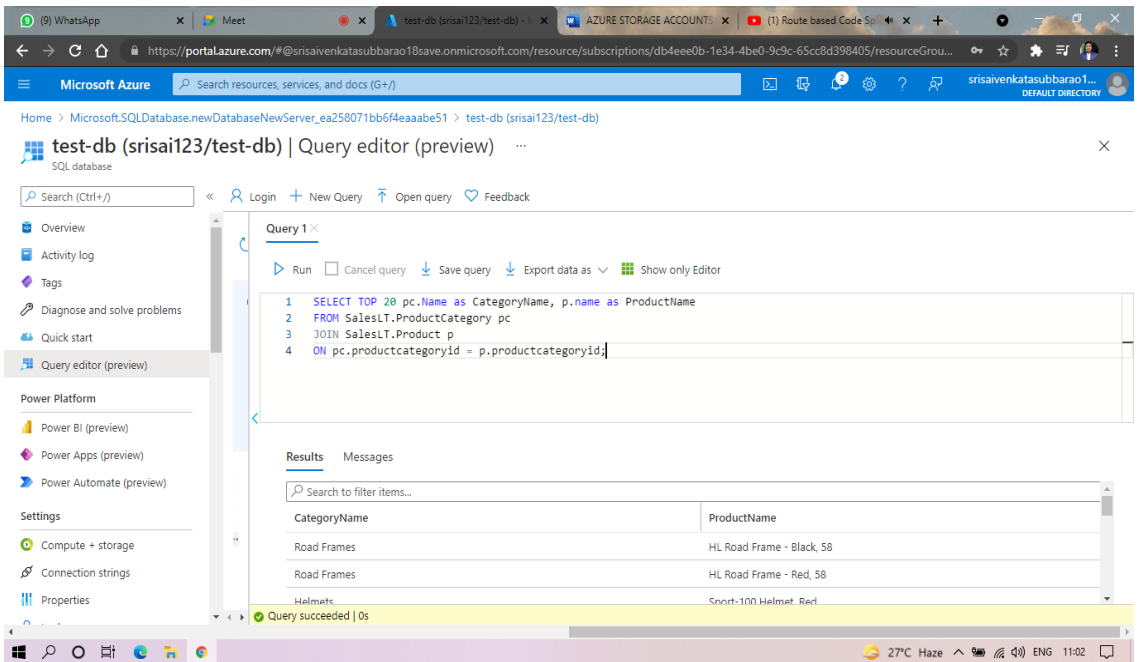 (9) WhatsApp
Meet
test-db (srisai123/test-db) -
AZURE STORAGE ACCOUNTS
(1) Route based Code Sp
https://portal.azure.com/#@srisaivenkatasubbarao18save.onmicrosoft.com/resource/subscriptions/db4eee0b-1e34-4be0-9c9c-65cc8d398405/resourceGrou...
Microsoft Azure
Search resources, services, and docs (G+/)
2
srisaivenkatasubbarao1...
DEFAULT DIRECTORY
Home > Microsoft.SQLDatabase.newDatabaseNewServer_ea258071bb6f4eaaabe51 > test-db (srisai123/test-db)
test-db (srisai123/test-db) | Query editor (preview) ...
SQL database
Search (Ctrl+/)
«
Login
New Query
Open query
Feedback
Overview
Activity log
Tags
Diagnose and solve problems
Quick start
Query editor (preview)
Power Platform
Power BI (preview)
Power Apps (preview)
Power Automate (preview)
Settings
Compute + storage
Connection strings
Properties
Query 1
Run
Cancel query
Save query
Export data as
Show only Editor
1 SELECT TOP 20 pc.Name as CategoryName, p.name as ProductName
2 FROM SalesLT.ProductCategory pc
3 JOIN SalesLT.Product p
4 ON pc.productcategoryid = p.productcategoryid;
Results Messages
Search to filter items...
CategoryName ProductName
Road Frames HL Road Frame - Black, 58
Road Frames HL Road Frame - Red, 58
Helmets Sport-100 Helmet, Red
Query succeeded | 0s
27°C Haze
ENG
11:02